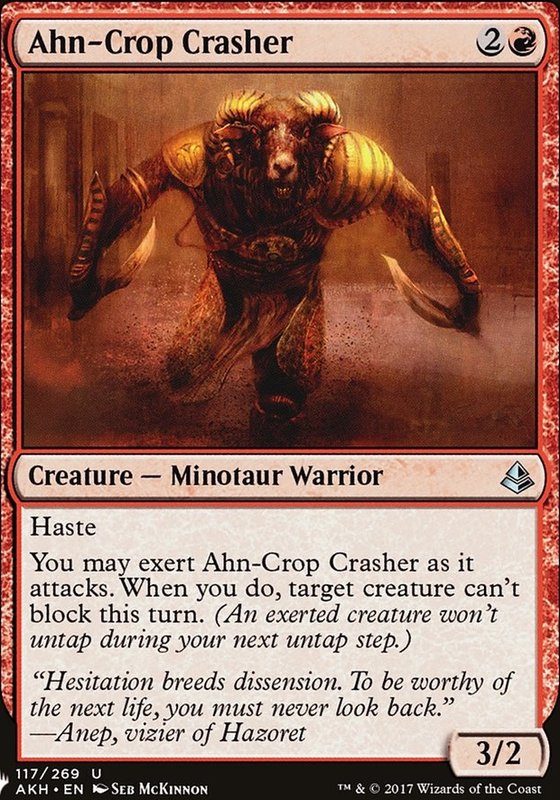 Ahn-Crop Crasher 2
Creature — Minotaur Warrior
Haste
You may exert Ahn-Crop Crasher as it
attacks. When you do, target creature can't
block this turn. (An exerted creature won't
untap during your next untap step.)
“Hesitation breeds dissension. To be worthy of
the next life, you must never look back.”
—Anep, vizier of Hazoret
3/2
117/269 U
AKH • EN Seb McKinnon ™ & © 2017 Wizards of the Coast